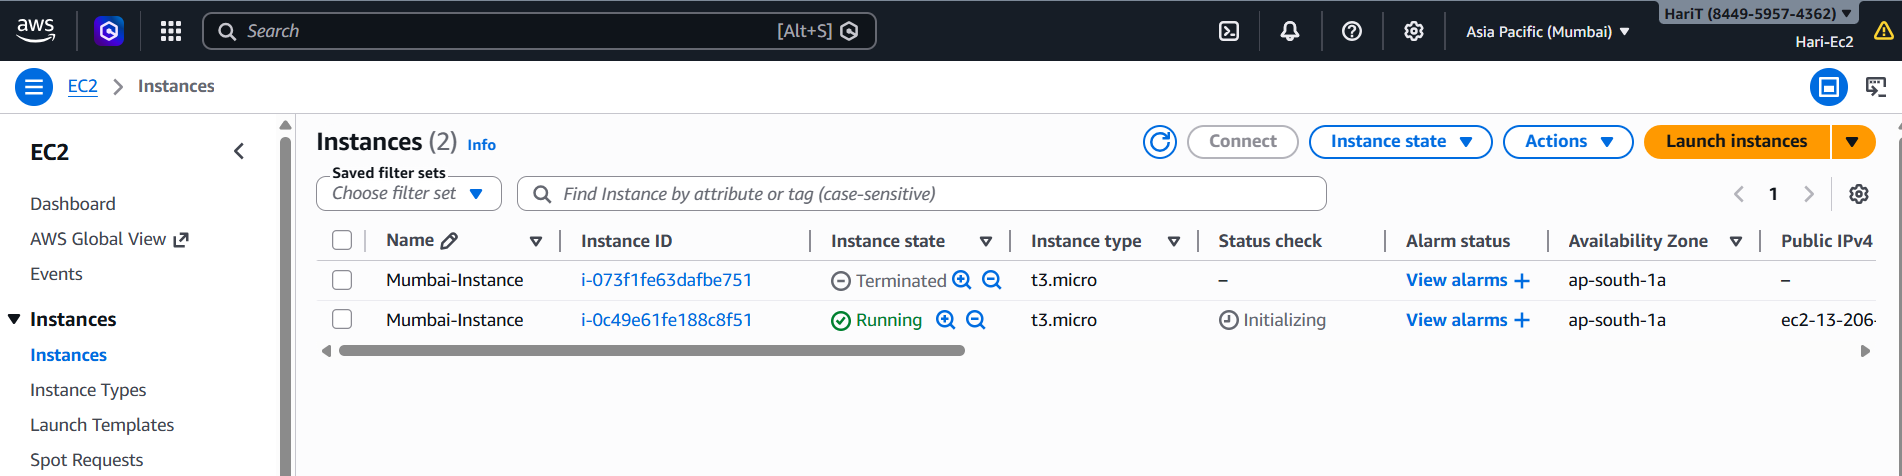 aws
Search [Alt+S]
Asia Pacific (Mumbai)
HariT (8449-5957-4362)
Hari-Ec2
EC2 Instances
EC2
Dashboard
AWS Global View
Events
Instances
Instances
Instance Types
Launch Templates
Spot Requests
Instances (2) Info
Connect Instance state Actions Launch instances
Saved filter sets
Choose filter set
Find Instance by attribute or tag (case-sensitive)
1
Name Instance ID Instance state Instance type Status check Alarm status Availability Zone Public IPv4
Mumbai-Instance i-073f1fe63dafbe751 Terminated t3.micro – View alarms + ap-south-1a –
Mumbai-Instance i-0c49e61fe188c8f51 Running t3.micro Initializing View alarms + ap-south-1a ec2-13-206-